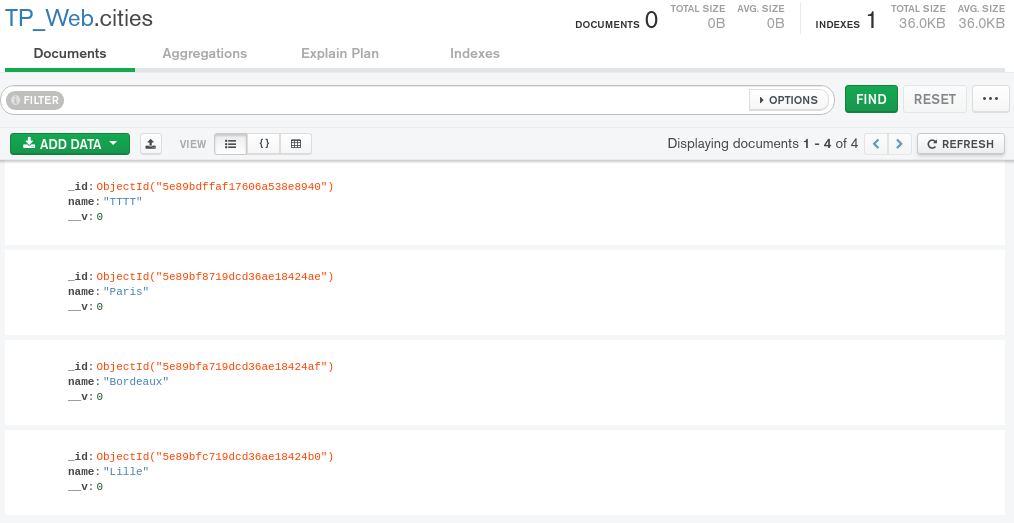 TP_Web.cities
DOCUMENTS 0 TOTAL SIZE 0B AVG. SIZE 0B INDEXES 1 TOTAL SIZE 36.0KB AVG. SIZE 36.0KB
Documents Aggregations Explain Plan Indexes
FILTER OPTIONS FIND RESET ...
ADD DATA VIEW {} Displaying documents 1 - 4 of 4 < > REFRESH
_id: ObjectId("5e89bdffaf17606a538e8940")
name: "TTTT"
__v: 0
_id: ObjectId("5e89bf8719dcd36ae18424ae")
name: "Paris"
__v: 0
_id: ObjectId("5e89bfa719dcd36ae18424af")
name: "Bordeaux"
__v: 0
_id: ObjectId("5e89bfc719dcd36ae18424b0")
name: "Lille"
__v: 0